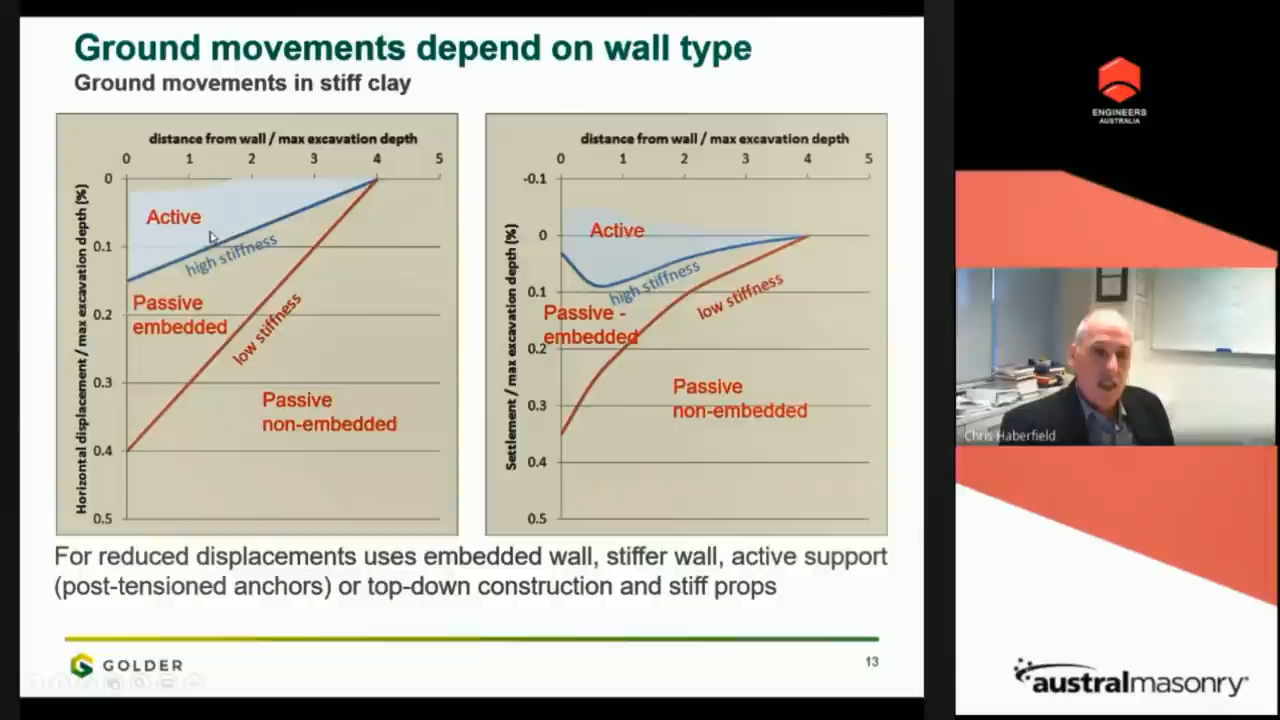 Ground movements depend on wall type
Ground movements in stiff clay
distance from wall / max excavation depth
0 1 2 3 4 5
0
0.1
0.2
0.3
0.4
0.5
Horizontal displacement / max excavation depth (%)
Active
high stiffness
Passive
embedded
low stiffness
Passive
non-embedded
distance from wall / max excavation depth
0 1 2 3 4 5
-0.1
0
0.1
0.2
0.3
0.4
0.5
Settlement / max excavation depth (%)
Active
high stiffness
low stiffness
Passive -
embedded
Passive
non-embedded
For reduced displacements uses embedded wall, stiffer wall, active support
(post-tensioned anchors) or top-down construction and stiff props
GOLDER
13
ENGINEERS
AUSTRALIA
Chris Haberfield
australmasonry